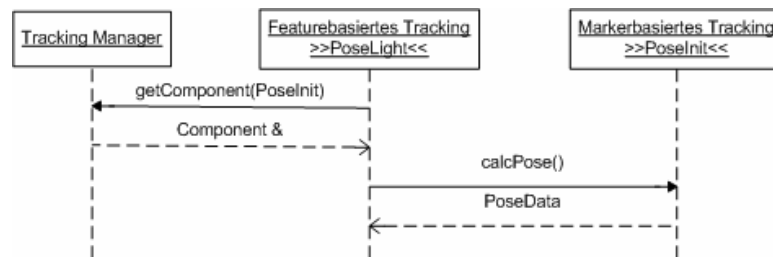 Tracking Manager
Featurebasiertes Tracking
>>PoseLight<<
Markerbasiertes Tracking
>>PoseInit<<
getComponent(PoseInit)
Component &
calcPose()
PoseData